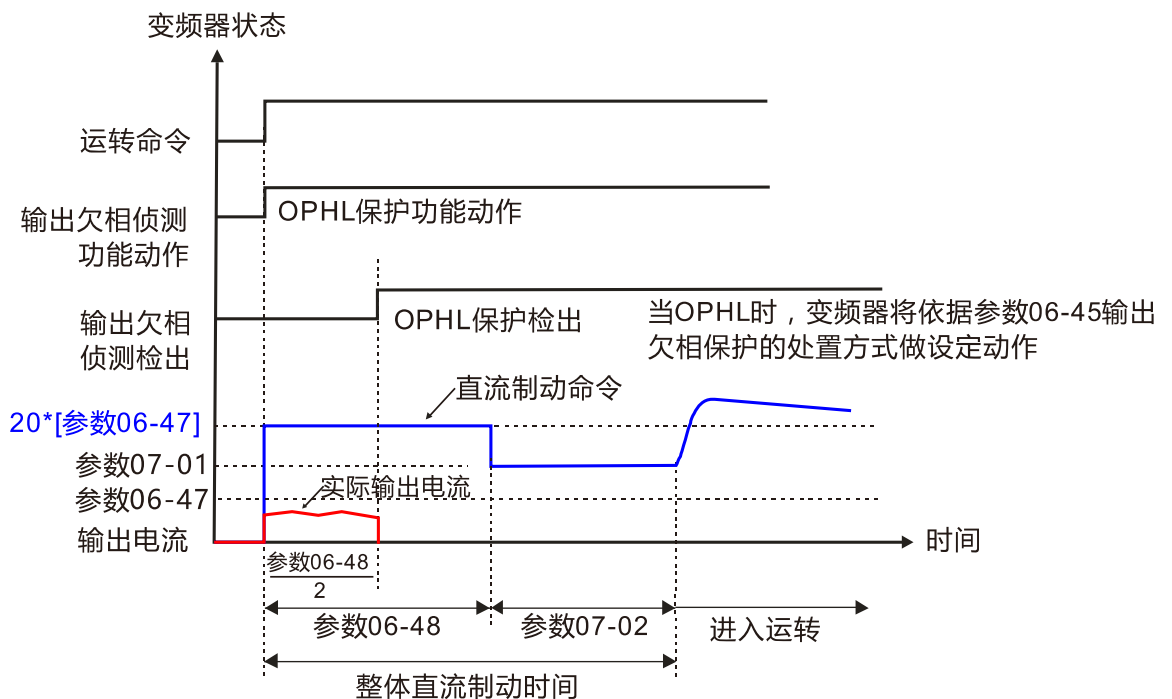 变频器状态
运转命令
输出欠相侦测
功能动作
OPHL保护功能动作
输出欠相
侦测检出
OPHL保护检出
当OPHL时，变频器将依据参数06-45输出
欠相保护的处置方式做设定动作
直流制动命令
20*[参数06-47]
参数07-01
参数06-47
实际输出电流
输出电流
时间
参数06-48
2
参数06-48
参数07-02
进入运转
整体直流制动时间